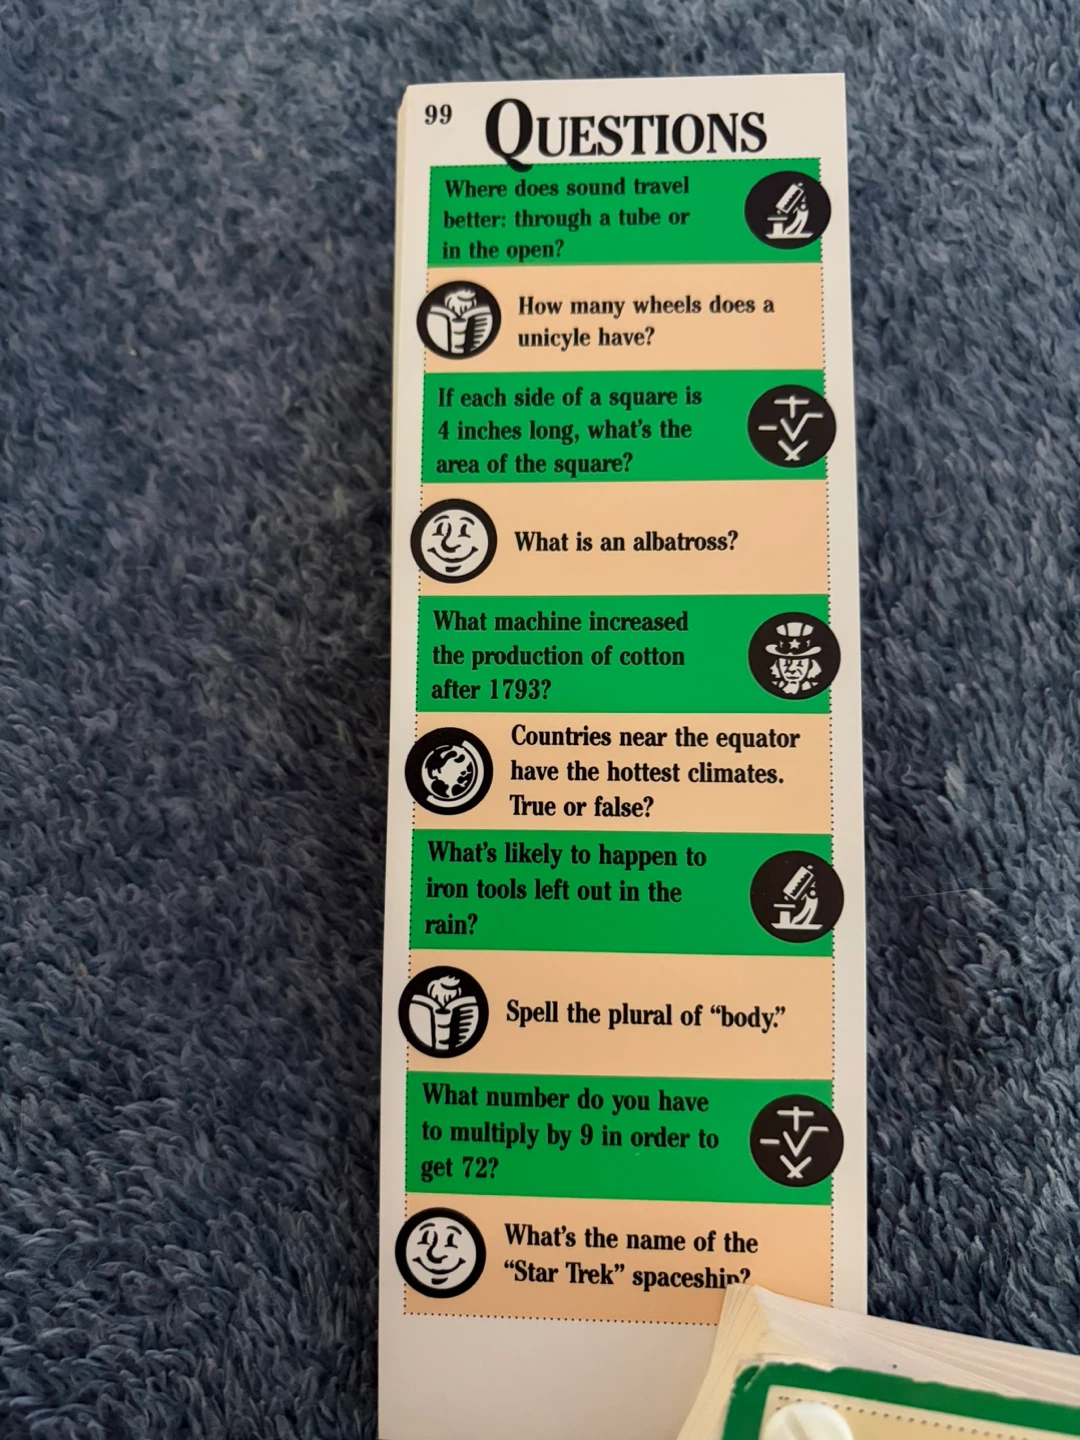 99 QUESTIONS
Where does sound travel
better: through a tube or
in the open?
How many wheels does a
unicyle have?
If each side of a square is
4 inches long, what's the
area of the square?
What is an albatross?
What machine increased
the production of cotton
after 1793?
Countries near the equator
have the hottest climates.
True or false?
What's likely to happen to
iron tools left out in the
rain?
Spell the plural of “body.”
What number do you have
to multiply by 9 in order to
get 72?
What's the name of the
“Star Trek” spaceship?